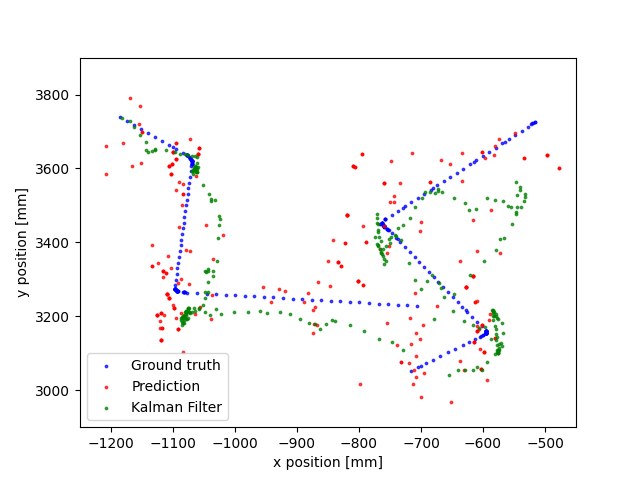 3800
3600
3400
3200
3000
y position [mm]
Ground truth
Prediction
Kalman Filter
−1200
−1100
−1000
−900
−800
−700
−600
−500
x position [mm]